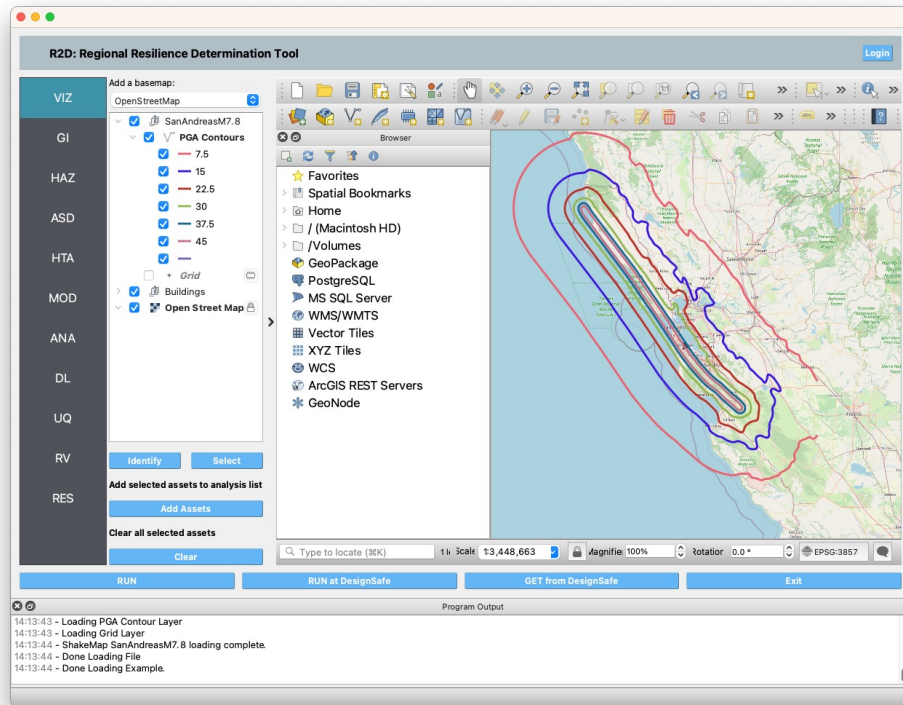 R2D: Regional Resilience Determination Tool
Login
VIZ
GI
HAZ
ASD
HTA
MOD
ANA
DL
UQ
RV
RES
Add a basemap:
OpenStreetMap
SanAndreasM7.8
PGA Contours
7.5
15
22.5
30
37.5
45
Grid
Buildings
Open Street Map
Identify
Select
Add selected assets to analysis list
Add Assets
Clear all selected assets
Clear
Browser
Favorites
Spatial Bookmarks
Home
/ (Macintosh HD)
/Volumes
GeoPackage
PostgreSQL
MS SQL Server
WMS/WMTS
Vector Tiles
XYZ Tiles
WCS
ArcGIS REST Servers
GeoNode
Type to locate (⌘K)
Scale 1:3,448,663
Magnifie 100%
Rotatior 0.0 °
EPSG:3857
RUN
RUN at DesignSafe
GET from DesignSafe
Exit
Program Output
14:13:43 - Loading PGA Contour Layer
14:13:43 - Loading Grid Layer
14:13:44 - ShakeMap SanAndreasM7.8 loading complete.
14:13:44 - Done Loading File
14:13:44 - Done Loading Example.